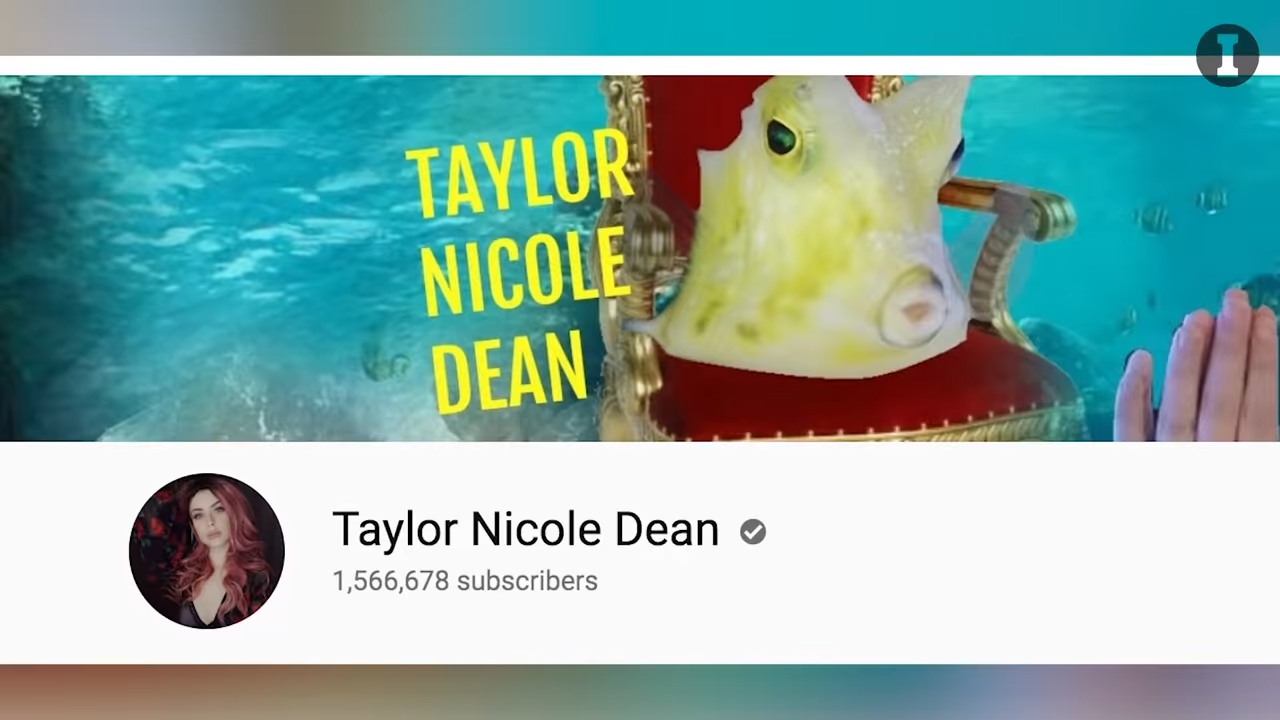 I
TAYLOR
NICOLE
DEAN
Taylor Nicole Dean
1,566,678 subscribers